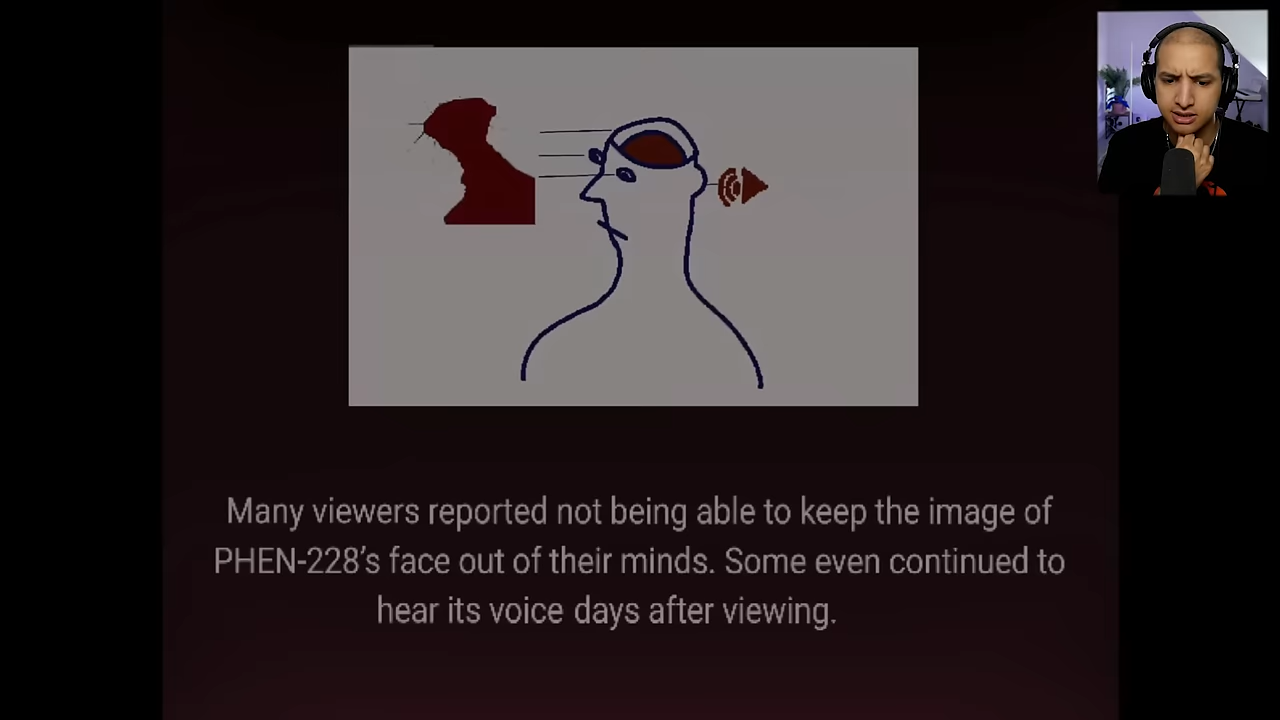 Many viewers reported not being able to keep the image of
PHEN-228's face out of their minds. Some even continued to
hear its voice days after viewing.